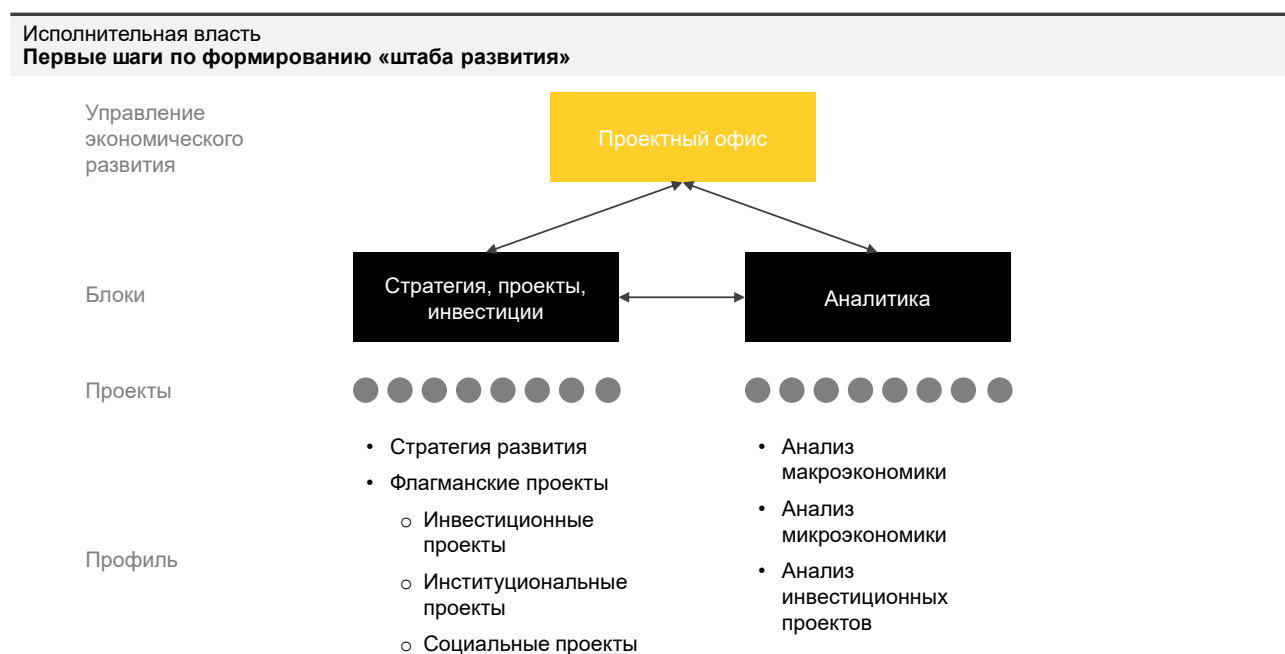 Исполнительная власть
Первые шаги по формированию «штаба развития»
Управление
экономического
развития
Проектный офис
Блоки
Стратегия, проекты,
инвестиции
Аналитика
Проекты
Профиль
• Стратегия развития
• Флагманские проекты
o Инвестиционные
проекты
o Институциональные
проекты
o Социальные проекты
• Анализ
макроэкономики
• Анализ
микроэкономики
• Анализ
инвестиционных
проектов